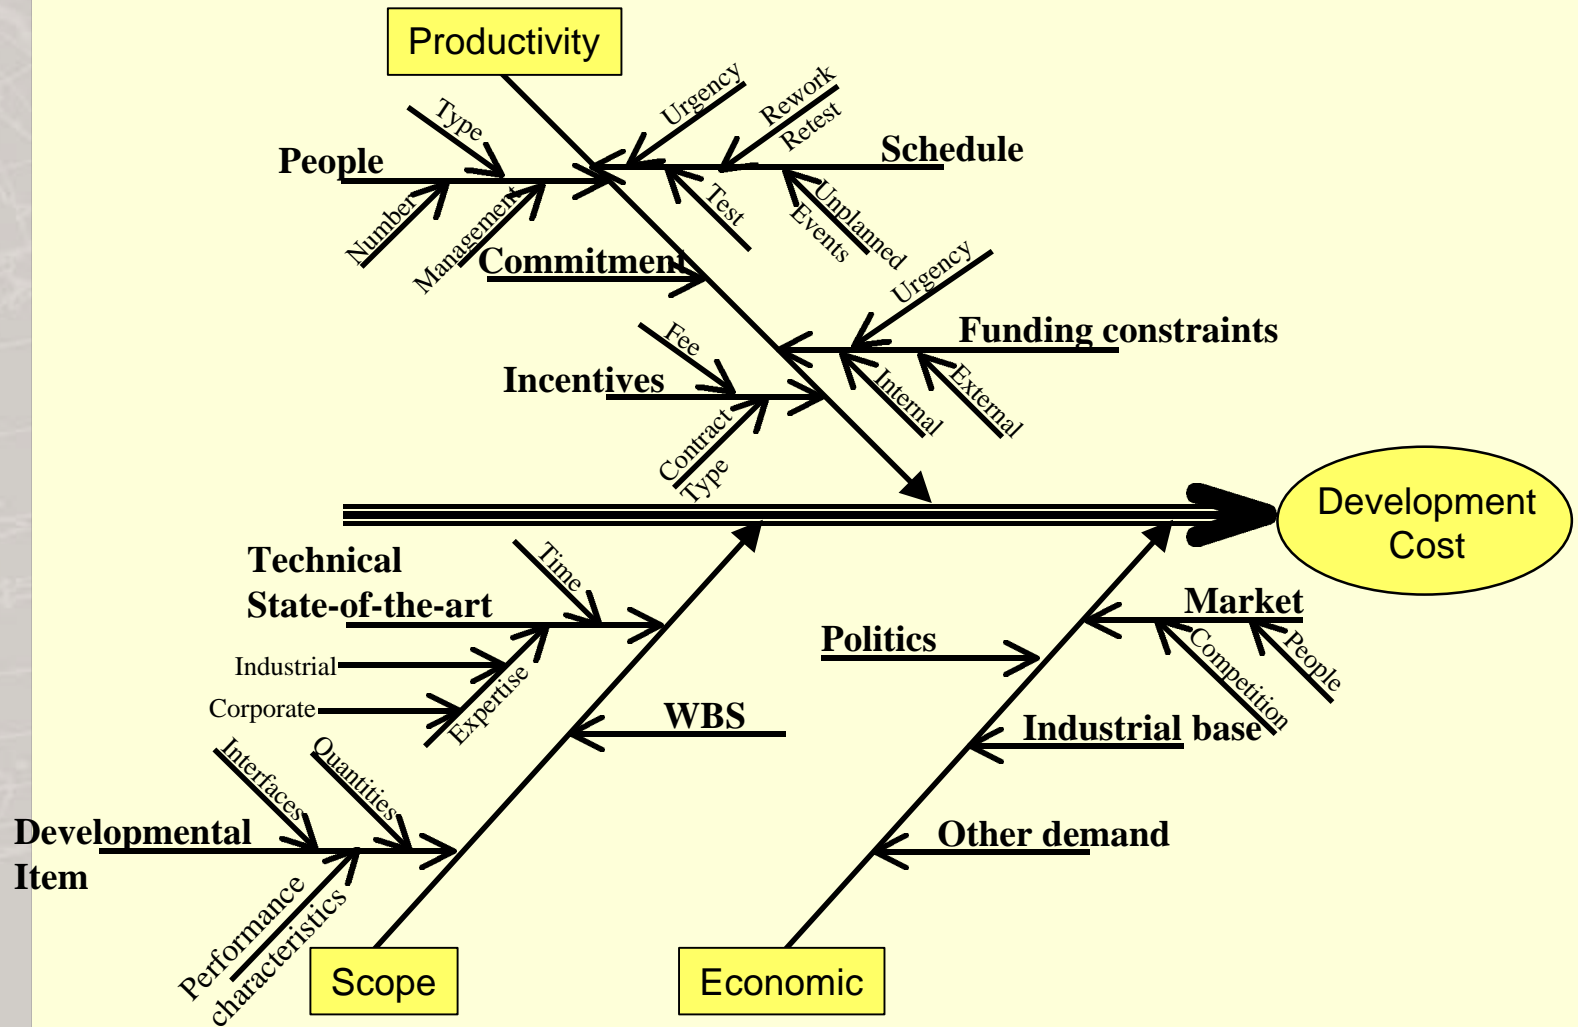 Productivity
Urgency
Rework
Retest
Type
People
Schedule
Number
Management
Test
Unplanned
Events
Commitment
Urgency
Funding constraints
Fee
Incentives
Internal
External
Contract
Type
Development
Cost
Technical
State-of-the-art
Time
Industrial
Corporate
Expertise
Market
Competition
People
Politics
WBS
Industrial base
Interfaces
Quantities
Developmental
Item
Other demand
Performance
characteristics
Scope
Economic